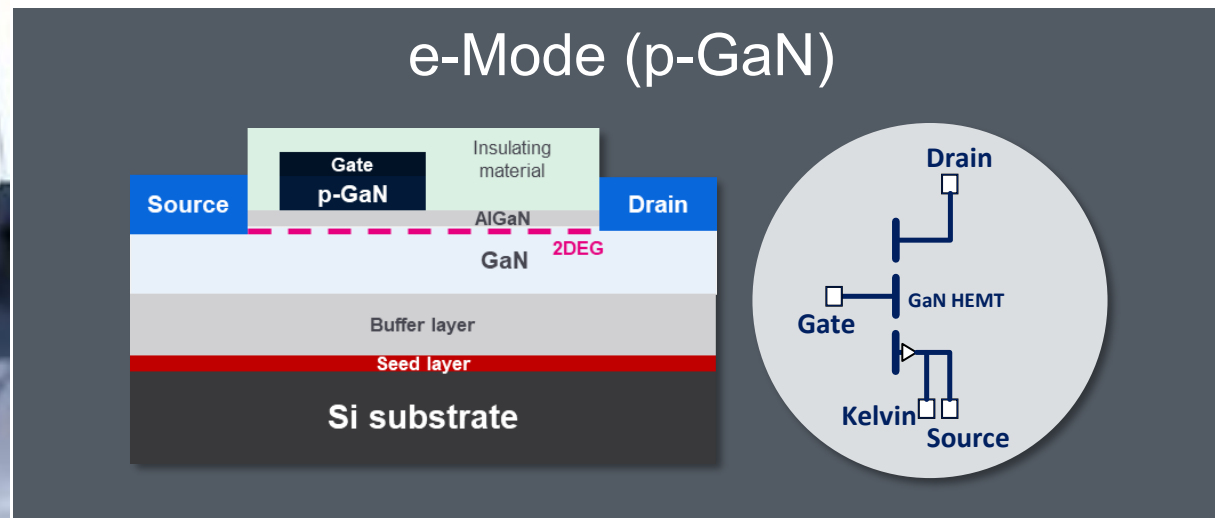 e-Mode (p-GaN)
Insulating
material
Gate
p-GaN
Source
Drain
AlGaN
2DEG
GaN
Buffer layer
Seed layer
Si substrate
Drain
GaN HEMT
Gate
Kelvin
Source